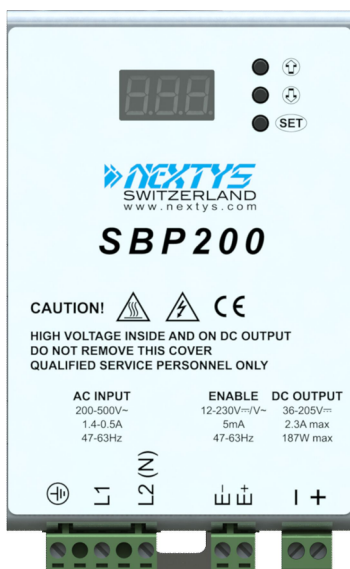 SET
NEXTYS
SWITZERLAND
www.nextys.com
SBP200
CAUTION! CE
HIGH VOLTAGE INSIDE AND ON DC OUTPUT
DO NOT REMOVE THIS COVER
QUALIFIED SERVICE PERSONNEL ONLY
AC INPUT
200-500V~
1.4-0.5A
47-63Hz
ENABLE
12-230V⎓/V~
5mA
47-63Hz
DC OUTPUT
36-205V⎓
2.3A max
187W max
L1
L2 (N)
E-
E+
− +